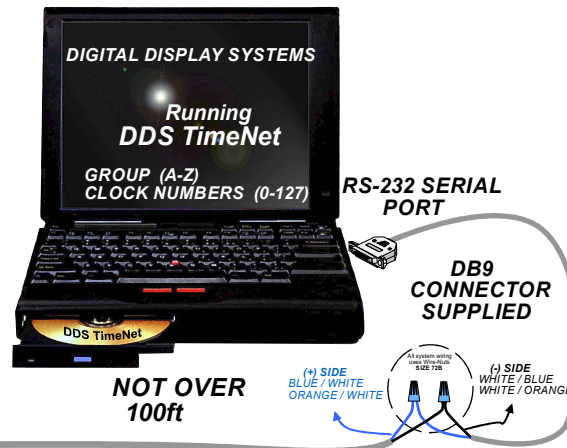 DIGITAL DISPLAY SYSTEMS
Running
DDS TimeNet
GROUP (A-Z)
CLOCK NUMBERS (0-127)
RS-232 SERIAL
PORT
DB9
CONNECTOR
SUPPLIED
DDS TimeNet
NOT OVER
100ft
All system wiring
uses Wire-Nuts
SIZE 72B
(+) SIDE
BLUE / WHITE
ORANGE / WHITE
(-) SIDE
WHITE / BLUE
WHITE / ORANGE